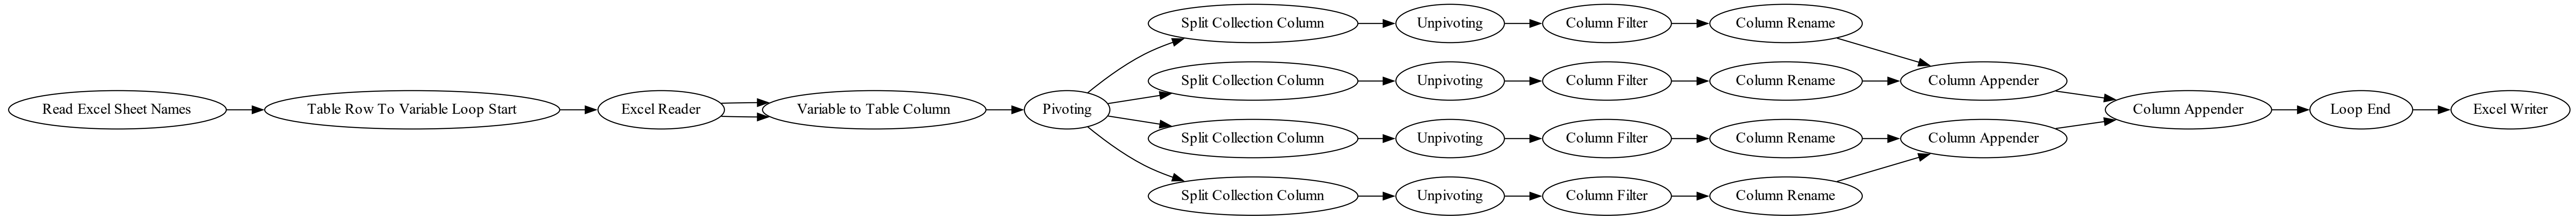 Read Excel Sheet Names
Table Row To Variable Loop Start
Excel Reader
Variable to Table Column
Pivoting
Split Collection Column
Unpivoting
Column Filter
Column Rename
Split Collection Column
Unpivoting
Column Filter
Column Rename
Column Appender
Split Collection Column
Unpivoting
Column Filter
Column Rename
Column Appender
Split Collection Column
Unpivoting
Column Filter
Column Rename
Column Appender
Loop End
Excel Writer